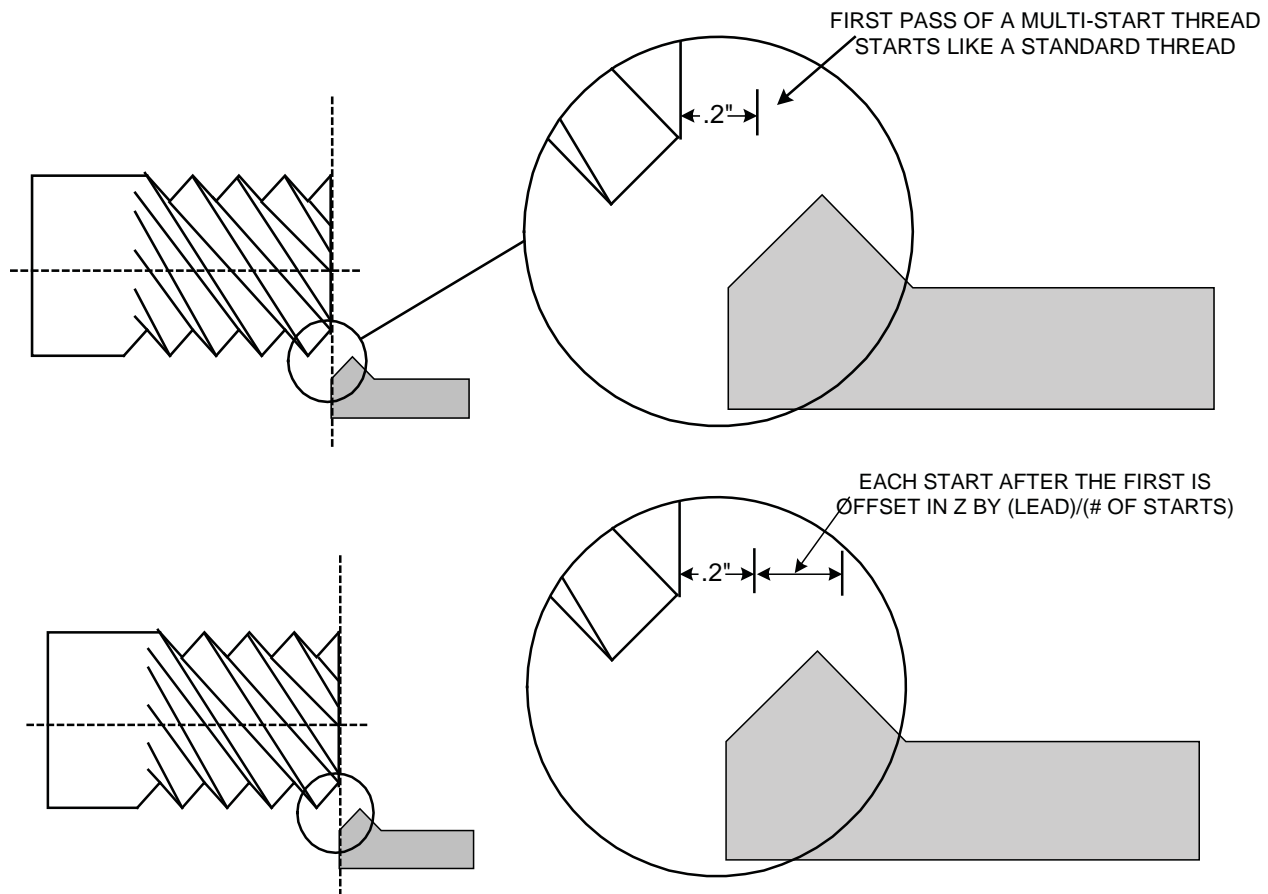 FIRST PASS OF A MULTI-START THREAD
STARTS LIKE A STANDARD THREAD
.2"
EACH START AFTER THE FIRST IS
OFFSET IN Z BY (LEAD)/(# OF STARTS)
.2"